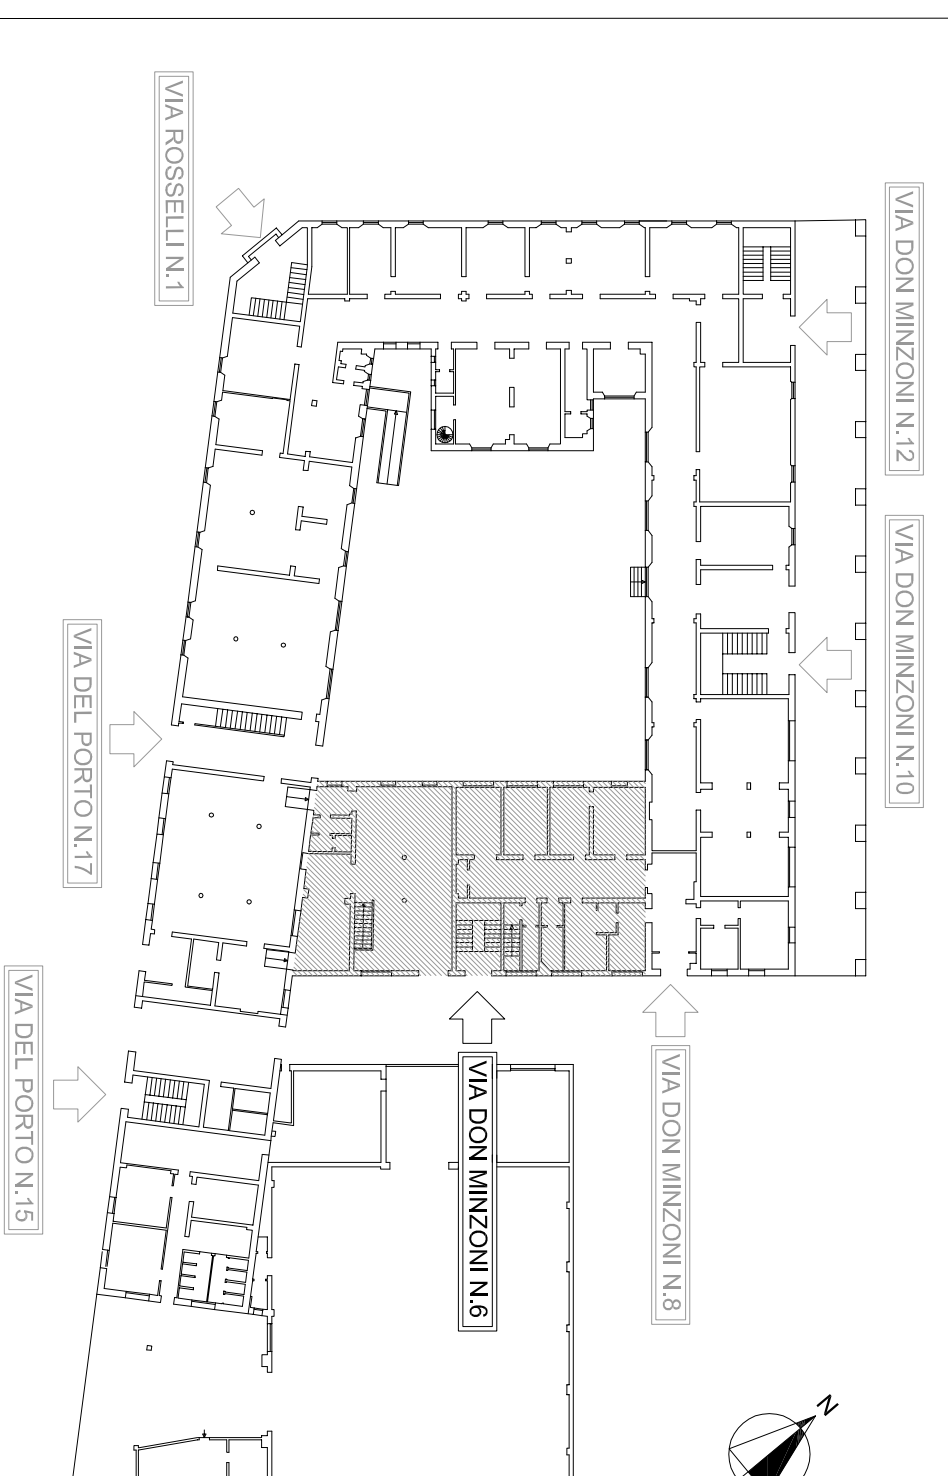 VIA ROSSELLI N.1
VIA DON MINZONI N.12
VIA DON MINZONI N.10
VIA DEL PORTO N.17
VIA DEL PORTO N.15
VIA DON MINZONI N.6
VIA DON MINZONI N.8
N